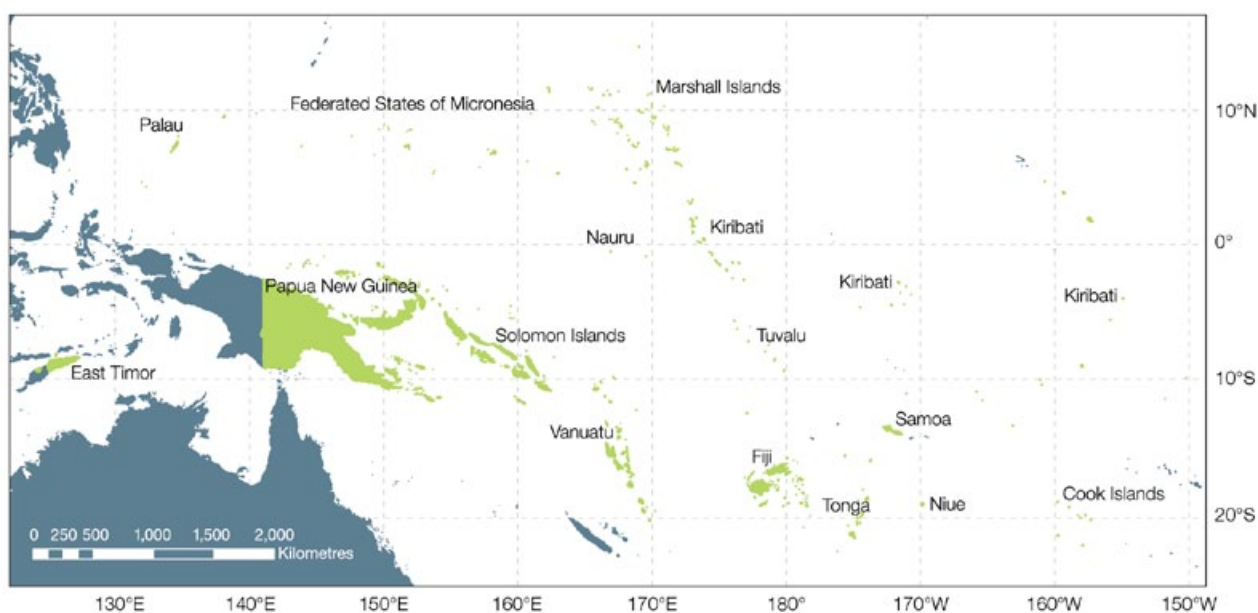 Marshall Islands
Federated States of Micronesia
10°N
Palau
Kiribati
Nauru
0°
Papua New Guinea
Kiribati
Kiribati
Solomon Islands
Tuvalu
East Timor
10°S
Samoa
Vanuatu
Fiji
Tonga
Niue
Cook Islands
20°S
0 250 500 1,000 1,500 2,000
Kilometres
130°E 140°E 150°E 160°E 170°E 180° 170°W 160°W 150°W